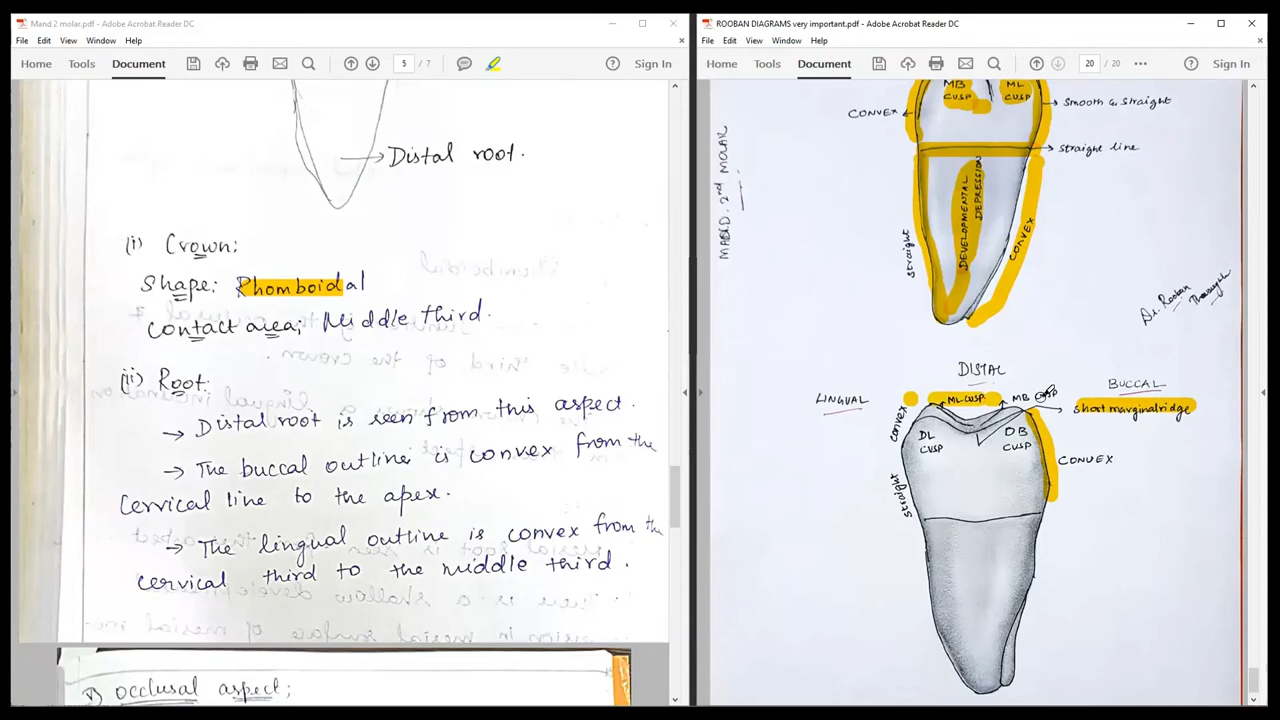 Mand 2 molar.pdf - Adobe Acrobat Reader DC
File Edit View Window Help
Home Tools Document 5 / 7 Sign In
Distal root.
(i) Crown:
Shape: Rhomboidal
Contact area; Middle third.
(ii) Root:
→ Distal root is seen from this aspect.
→ The buccal outline is convex from the
cervical line to the apex.
→ The lingual outline is convex from the
cervical third to the middle third.
Occlusal aspect;
ROOBAN DIAGRAMS very important.pdf - Adobe Acrobat Reader DC
File Edit View Window Help
Home Tools Document 20 / 20 Sign In
MB CUSP
ML CUSP
CONVEX
Smooth & Straight
Straight line
MAND. 2nd MOLAR
DEVELOPMENTAL
DEPRESSION
straight
CONVEX
Dr. Rooban
DISTAL
LINGUAL
BUCCAL
ML CUSP
MB CUSP
Short marginal ridge
convex
DL CUSP
DB CUSP
CONVEX
straight